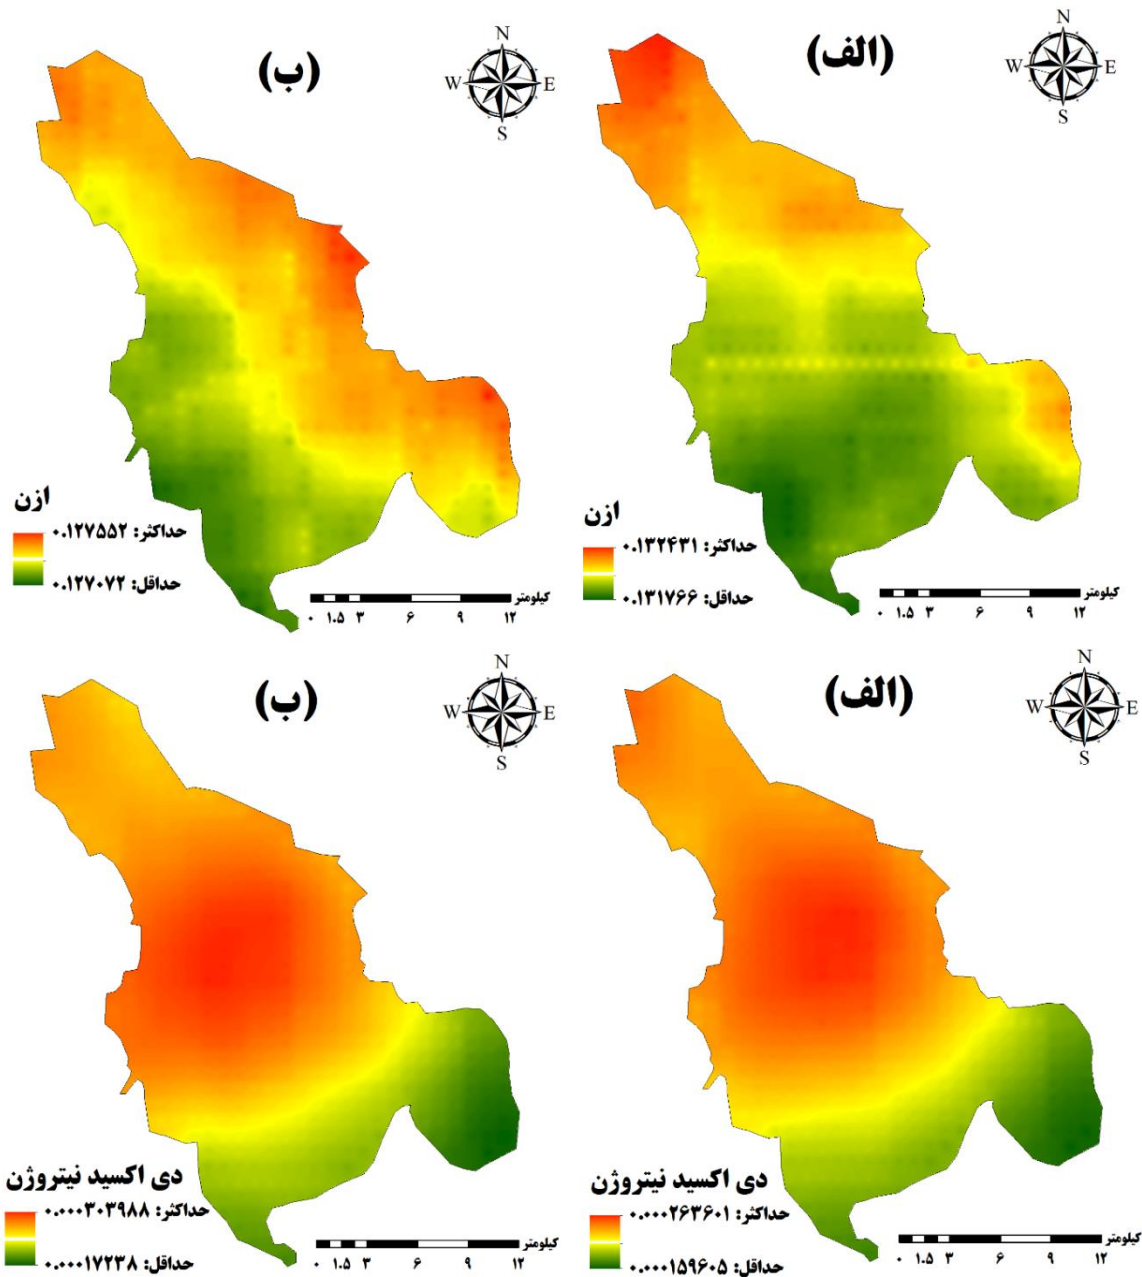 (الف)
N
W E
S
ازن
حداکثر: ۰.۱۳۲۴۳۱
حداقل: ۰.۱۳۱۷۶۶
کیلومتر
۰ ۱.۵ ۳ ۶ ۹ ۱۲
(ب)
N
W E
S
ازن
حداکثر: ۰.۱۲۷۵۵۲
حداقل: ۰.۱۲۷۰۷۲
کیلومتر
۰ ۱.۵ ۳ ۶ ۹ ۱۲
(الف)
N
W E
S
دی اکسید نیتروژن
حداکثر: ۰.۰۰۰۲۶۳۶۰۱
حداقل: ۰.۰۰۰۱۵۹۶۰۵
کیلومتر
۰ ۱.۵ ۳ ۶ ۹ ۱۲
(ب)
N
W E
S
دی اکسید نیتروژن
حداکثر: ۰.۰۰۰۳۰۳۹۸۸
حداقل: ۰.۰۰۰۱۷۲۳۸
کیلومتر
۰ ۱.۵ ۳ ۶ ۹ ۱۲